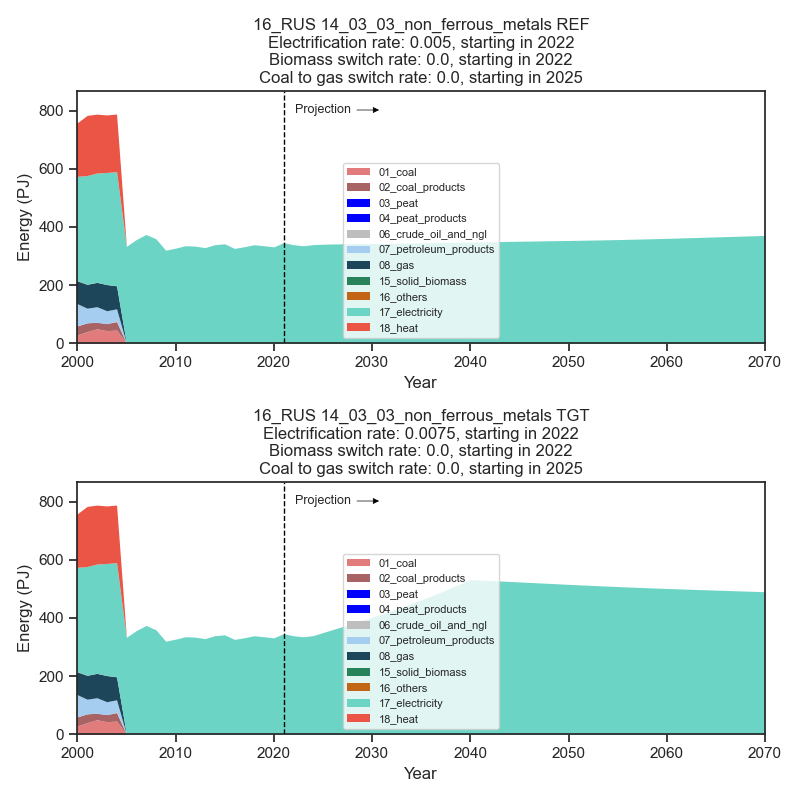 16_RUS 14_03_03_non_ferrous_metals REF
Electrification rate: 0.005, starting in 2022
Biomass switch rate: 0.0, starting in 2022
Coal to gas switch rate: 0.0, starting in 2025
Projection
800
600
400
200
0
Energy (PJ)
01_coal
02_coal_products
03_peat
04_peat_products
06_crude_oil_and_ngl
07_petroleum_products
08_gas
15_solid_biomass
16_others
17_electricity
18_heat
2000 2010 2020 2030 2040 2050 2060 2070
Year
16_RUS 14_03_03_non_ferrous_metals TGT
Electrification rate: 0.0075, starting in 2022
Biomass switch rate: 0.0, starting in 2022
Coal to gas switch rate: 0.0, starting in 2025
Projection
800
600
400
200
0
Energy (PJ)
01_coal
02_coal_products
03_peat
04_peat_products
06_crude_oil_and_ngl
07_petroleum_products
08_gas
15_solid_biomass
16_others
17_electricity
18_heat
2000 2010 2020 2030 2040 2050 2060 2070
Year